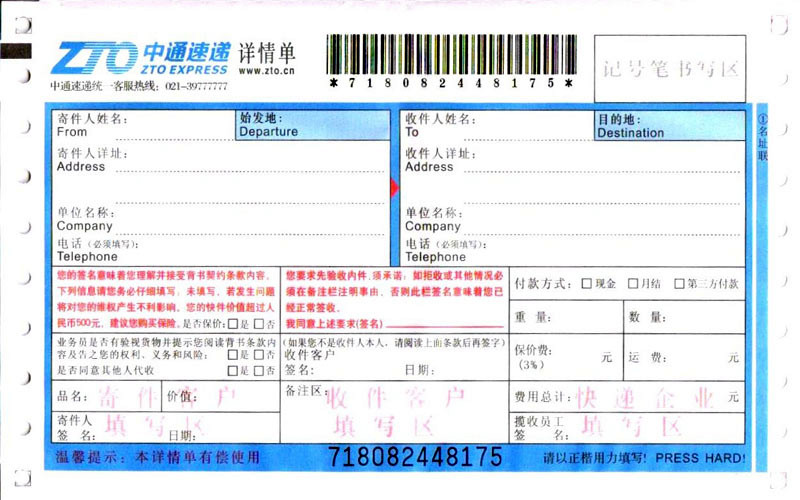 ZTO 中通速递 详情单
ZTO EXPRESS www.zto.cn
中通速递统一客服热线：021-39777777
*718082448175*
记号笔书写区
寄件人姓名：
From
始发地：
Departure
寄件人详址：
Address
单位名称：
Company
电话（必须填写）：
Telephone
收件人姓名：
To
目的地：
Destination
收件人详址：
Address
单位名称：
Company
电话（必须填写）：
Telephone
①名址联
您的签名意味着您理解并接受背书契约条款内容。
下列信息请您务必仔细填写，未填写，若发生问题
将对您的维权产生不利影响。您的快件价值超过人
民币500元，建议您购买保险。是否保价：□是□否
您要求先验收内件，须承诺：如拒收或其他情况必
须在备注栏注明事由，否则此栏签名意味着您已
经正常签收。
我同意上述要求（签名）
付款方式：□现金 □月结 □第三方付款
重量： 数量：
业务员是否有验视货物并提示您阅读背书条款内
容及告之您的权利、义务和风险： □是□否
是否同意其他人代收 □是□否
（如果您不是收件人本人，请阅读上面条款后再签字）
收件客户
签名： 日期：
保价费： 元 运费： 元
（3%）
品名： 价值：
寄件客户
填写区
寄件人
签名： 日期：
备注区：
收件客户
填写区
费用总计： 元
快递企业
填写区
揽收员工
签名：
温馨提示：本详情单有偿使用
718082448175
请以正楷用力填写！PRESS HARD!